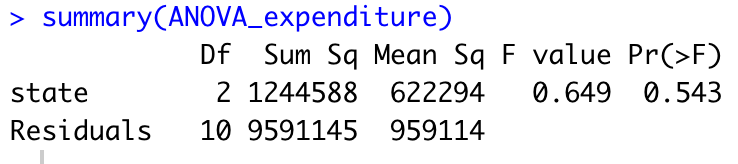 > summary(ANOVA_expenditure)
Df Sum Sq Mean Sq F value Pr(>F)
state 2 1244588 622294 0.649 0.543
Residuals 10 9591145 959114